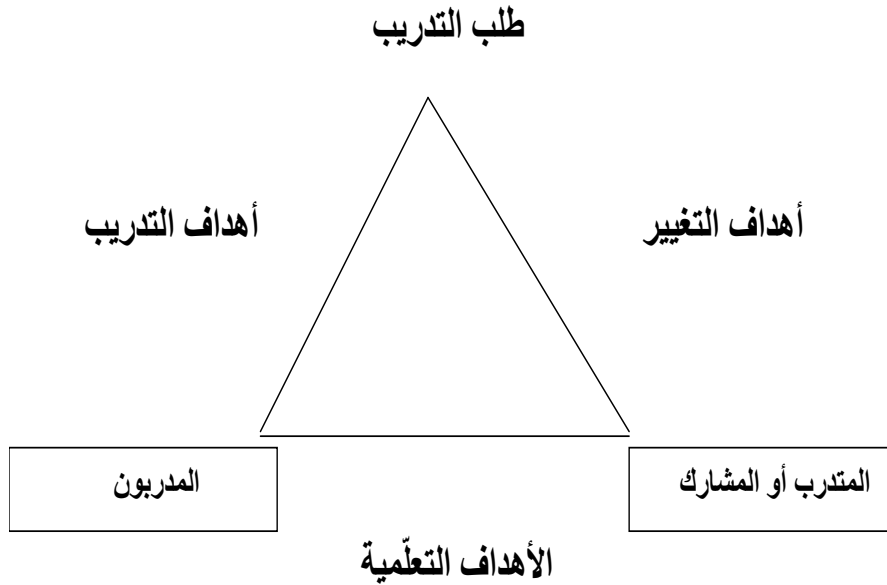 طلب التدريب
أهداف التغيير
أهداف التدريب
المتدرب أو المشارك
المدربون
الأهداف التعلّمية